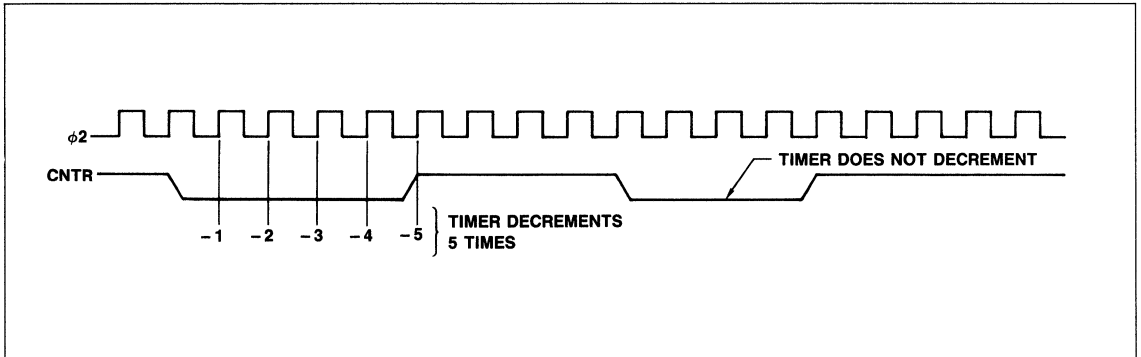 φ2
CNTR
TIMER DOES NOT DECREMENT
–1 –2 –3 –4 –5
TIMER DECREMENTS
5 TIMES